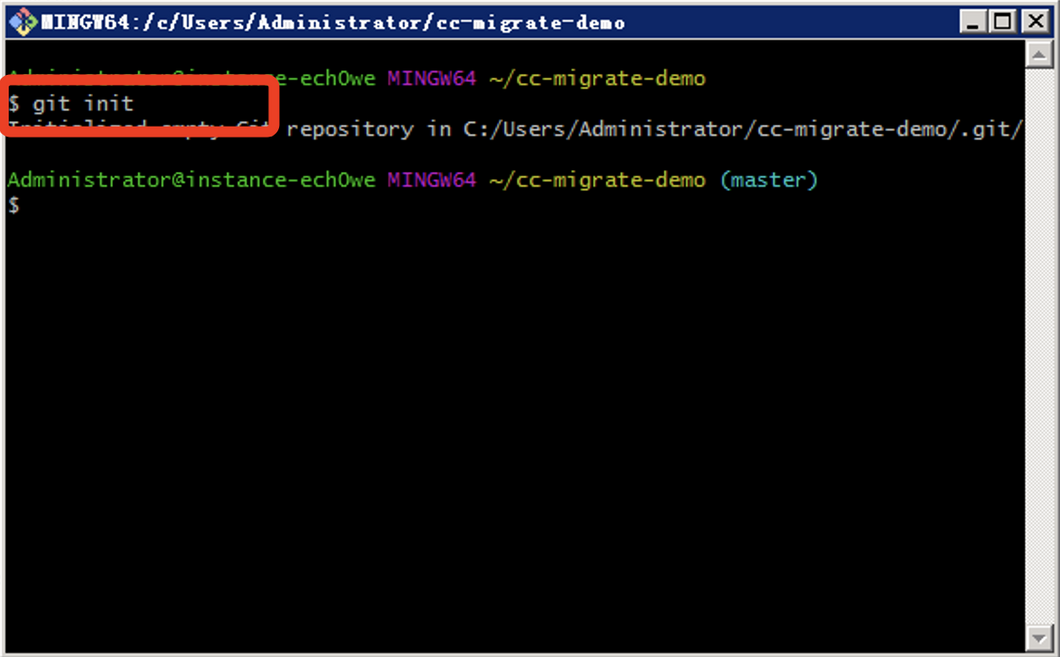 MINGW64:/c/Users/Administrator/cc-migrate-demo
Administrator@instance-ech0we MINGW64 ~/cc-migrate-demo
$ git init
Initialized empty Git repository in C:/Users/Administrator/cc-migrate-demo/.git/
Administrator@instance-ech0we MINGW64 ~/cc-migrate-demo (master)
$